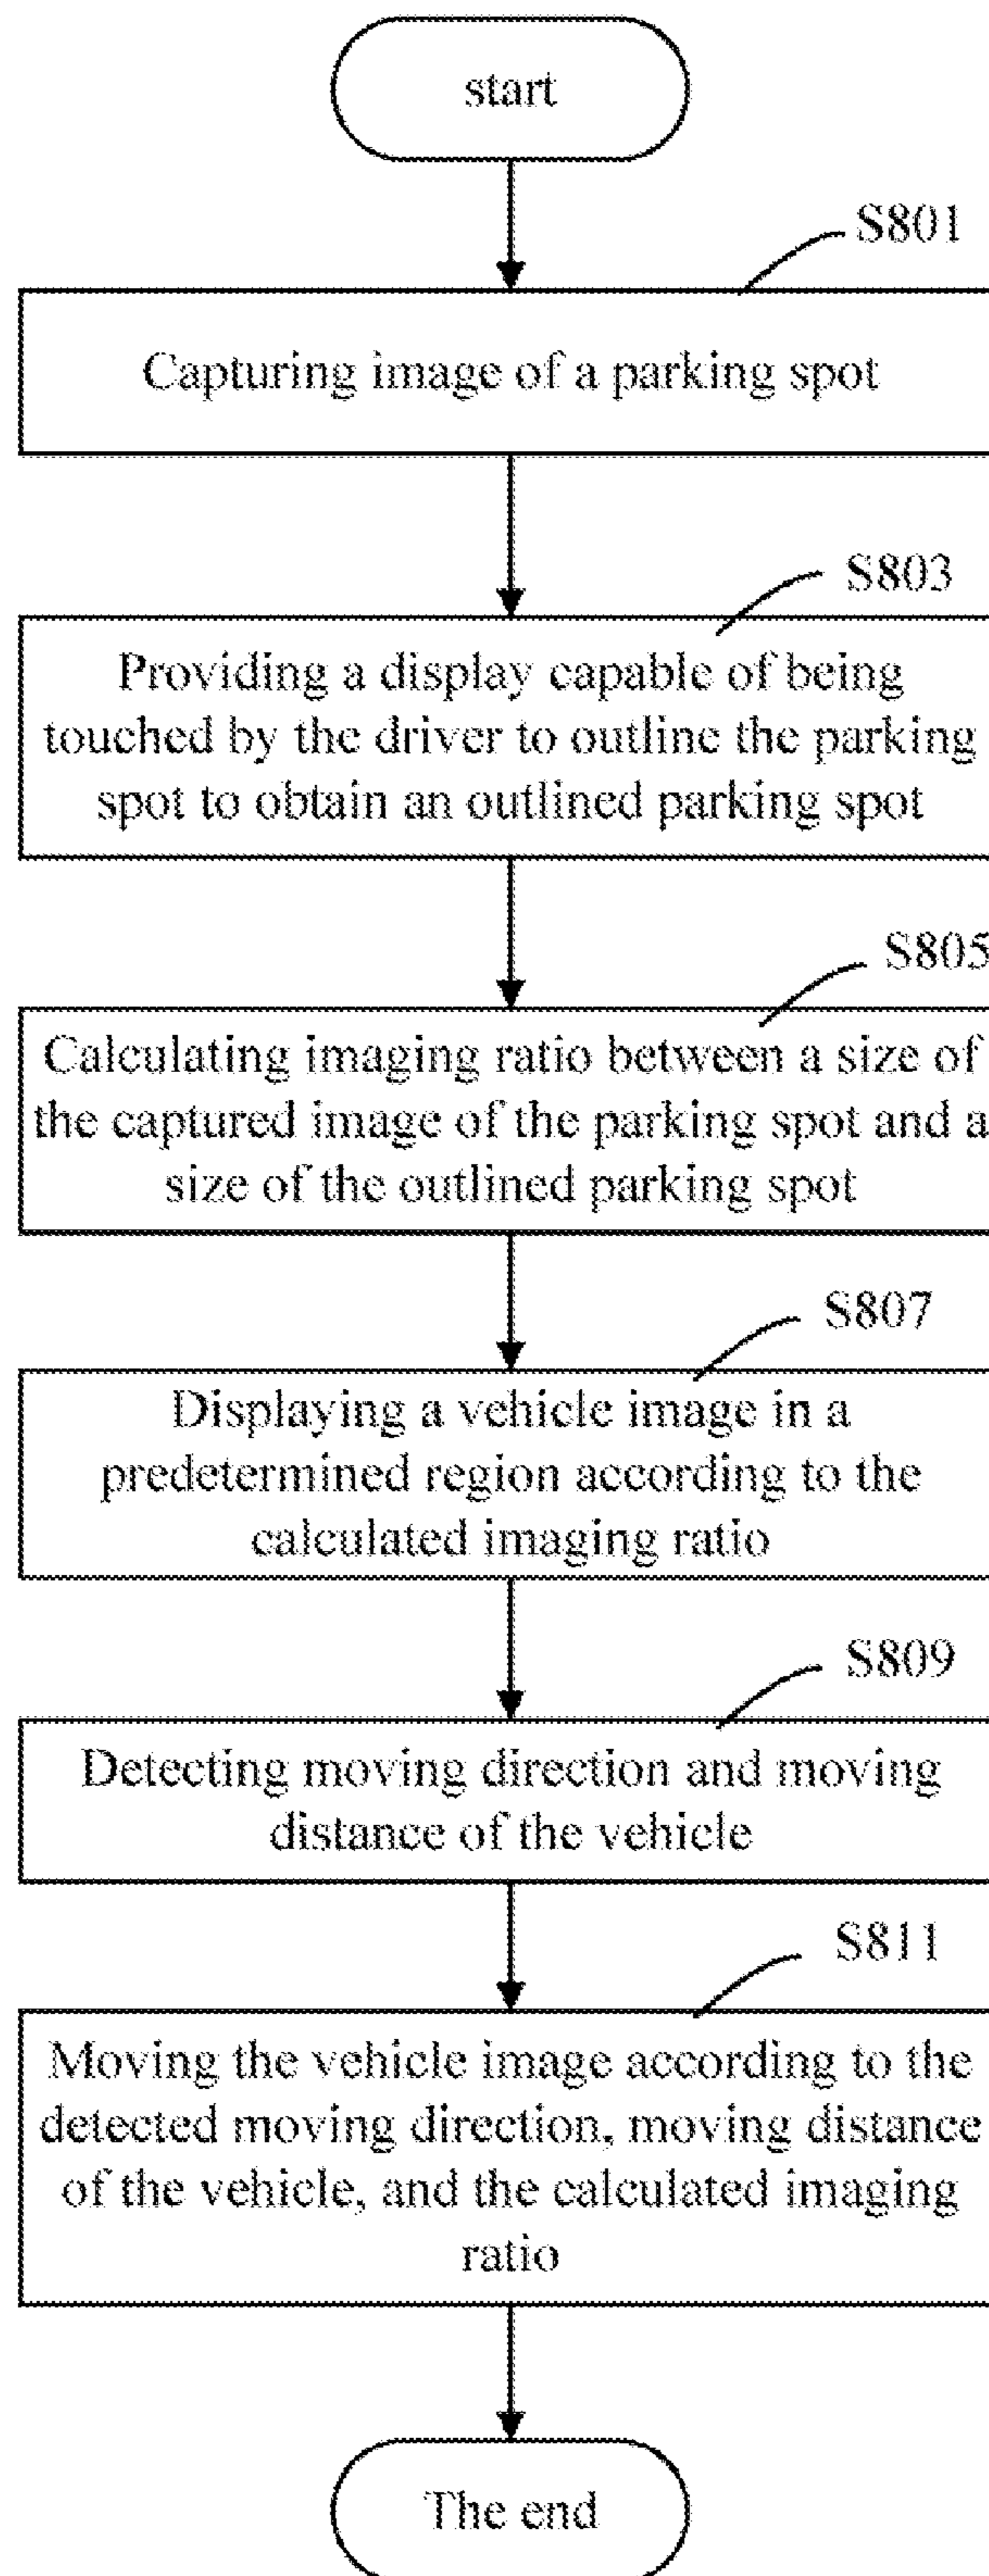 start
S801
Capturing image of a parking spot
S803
Providing a display capable of being
touched by the driver to outline the parking
spot to obtain an outlined parking spot
S805
Calculating imaging ratio between a size of
the captured image of the parking spot and a
size of the outlined parking spot
S807
Displaying a vehicle image in a
predetermined region according to the
calculated imaging ratio
S809
Detecting moving direction and moving
distance of the vehicle
S811
Moving the vehicle image according to the
detected moving direction, moving distance
of the vehicle, and the calculated imaging
ratio
The end